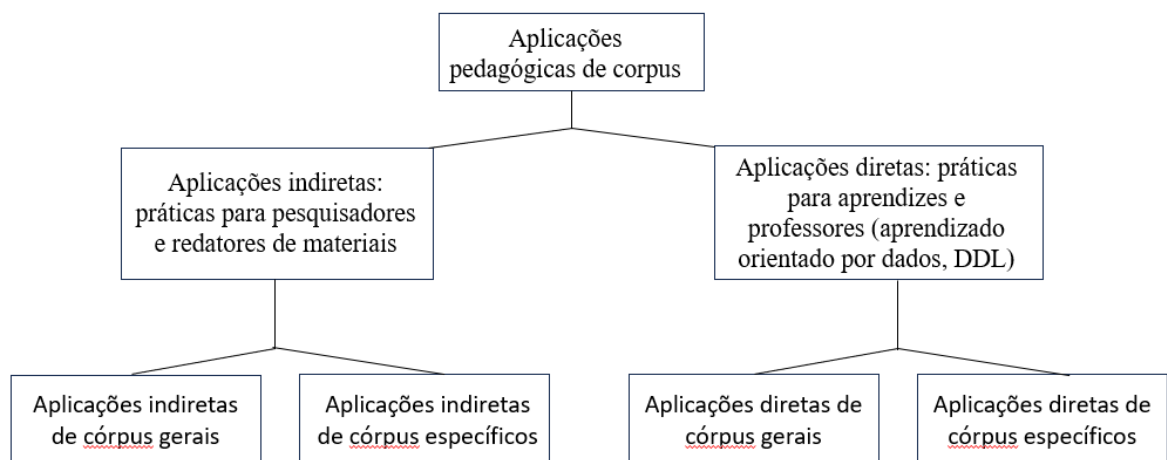 Aplicações
pedagógicas de corpus
Aplicações indiretas:
práticas para pesquisadores
e redatores de materiais
Aplicações diretas: práticas
para aprendizes e
professores (aprendizado
orientado por dados, DDL)
Aplicações indiretas
de córpus gerais
Aplicações indiretas
de córpus específicos
Aplicações diretas de
córpus gerais
Aplicações diretas de
córpus específicos